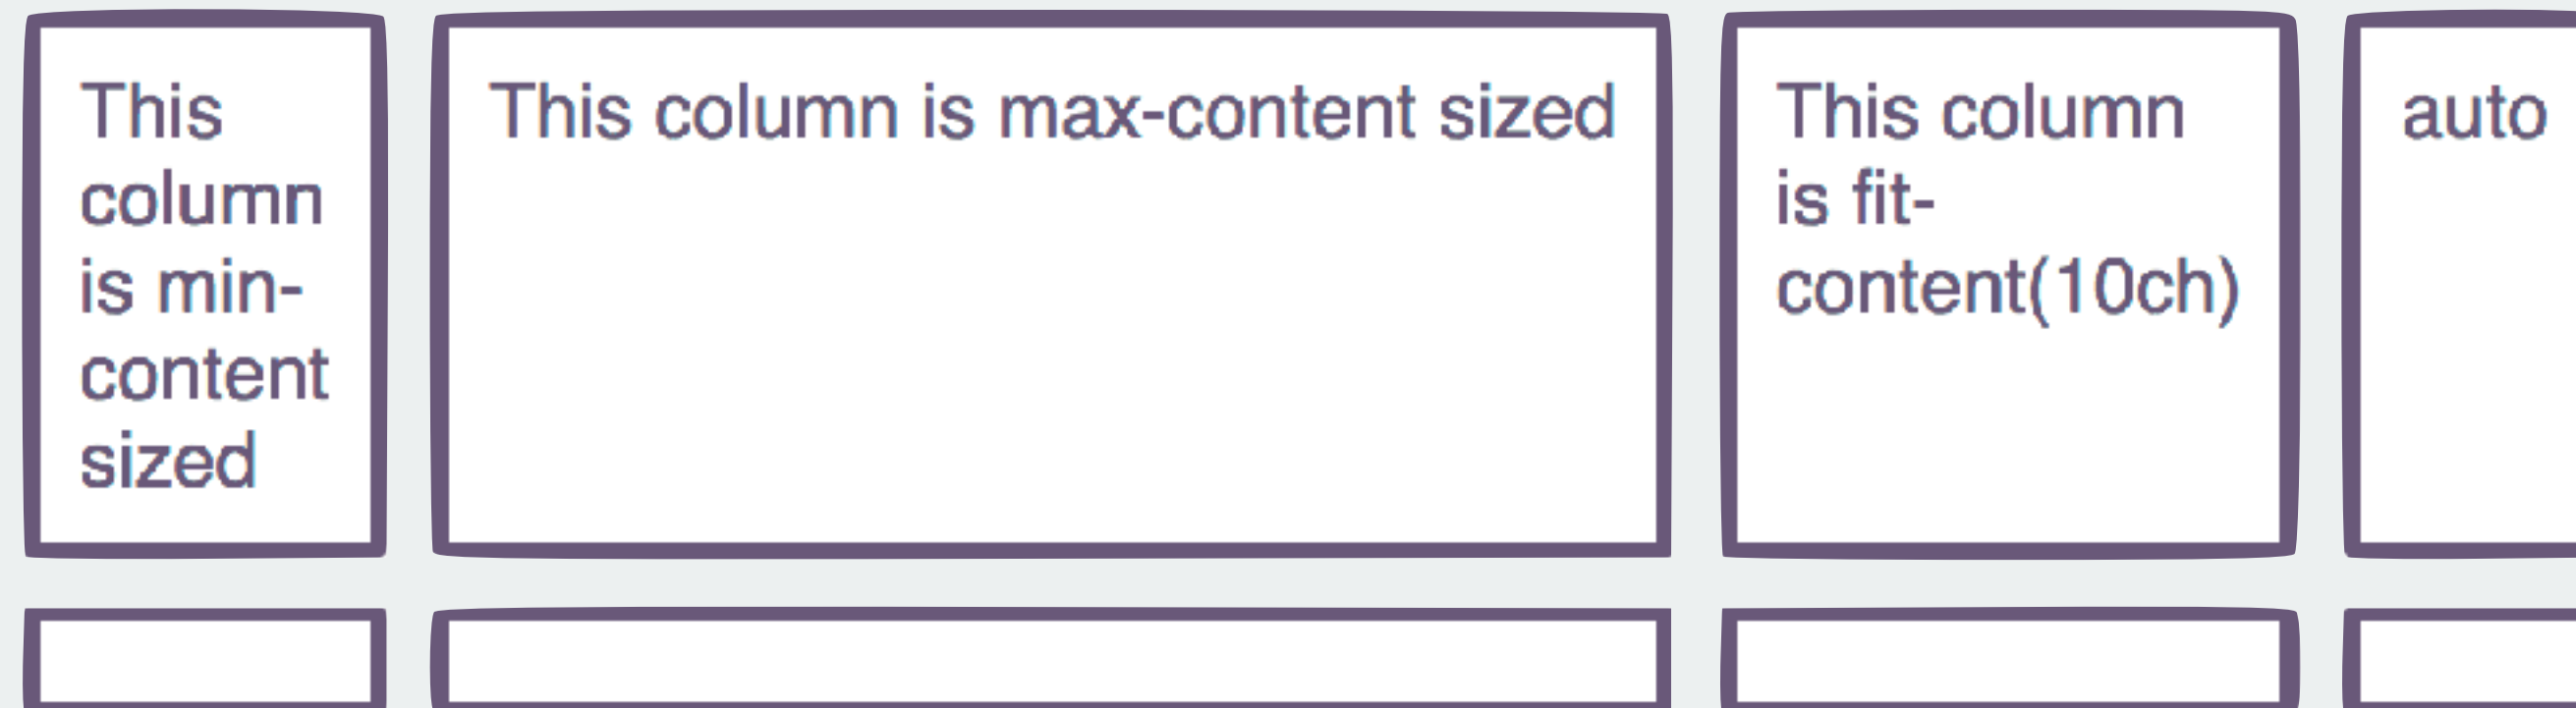 This
column
is min-
content
sized
This column is max-content sized
This column
is fit-
content(10ch)
auto